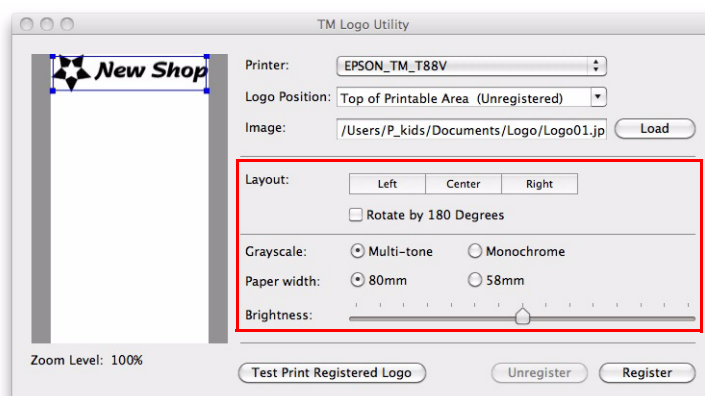 TM Logo Utility
New Shop
Printer: EPSON_TM_T88V
Logo Position: Top of Printable Area (Unregistered)
Image: /Users/P_kids/Documents/Logo/Logo01.jp Load
Layout: Left Center Right
Rotate by 180 Degrees
Grayscale: Multi-tone Monochrome
Paper width: 80mm 58mm
Brightness:
Zoom Level: 100%
Test Print Registered Logo Unregister Register